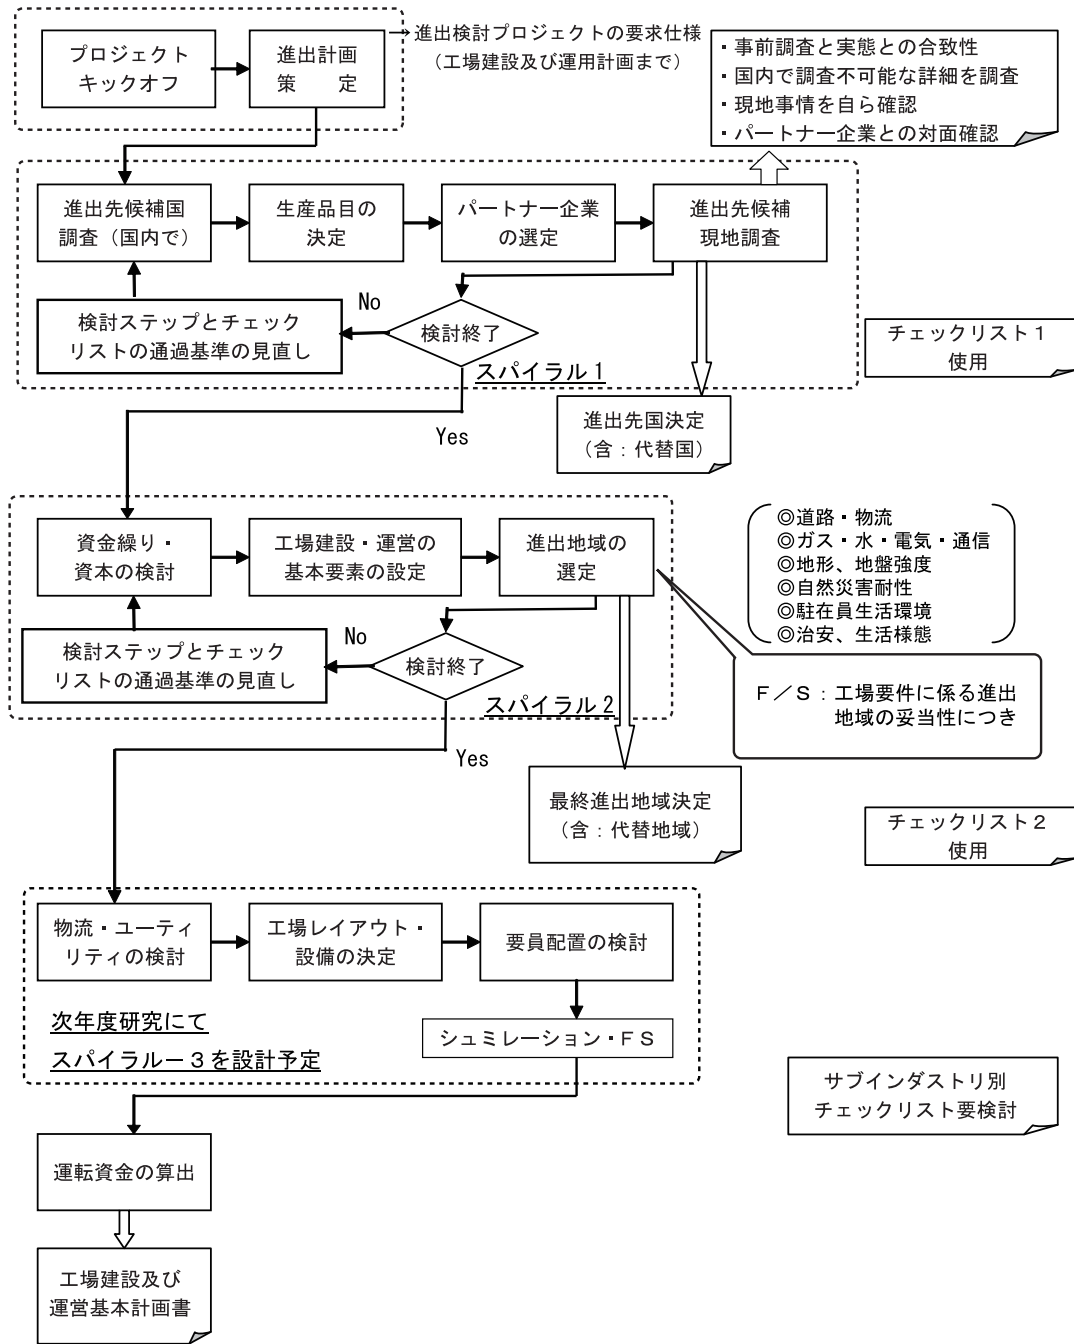 プロジェクト
キックオフ
進出計画
策　　定
進出検討プロジェクトの要求仕様
（工場建設及び運用計画まで）
・事前調査と実態との合致性
・国内で調査不可能な詳細を調査
・現地事情を自ら確認
・パートナー企業との対面確認
進出先候補国
調査（国内で）
生産品目の
決定
パートナー企業
の選定
進出先候補
現地調査
検討ステップとチェック
リストの通過基準の見直し
No
検討終了
スパイラル１
チェックリスト１
使用
Yes
進出先国決定
（含：代替国）
資金繰り・
資本の検討
工場建設・運営の
基本要素の設定
進出地域の
選定
◎道路・物流
◎ガス・水・電気・通信
◎地形、地盤強度
◎自然災害耐性
◎駐在員生活環境
◎治安、生活様態
検討ステップとチェック
リストの通過基準の見直し
No
検討終了
スパイラル２
Ｆ／Ｓ：工場要件に係る進出
地域の妥当性につき
Yes
最終進出地域決定
（含：代替地域）
チェックリスト２
使用
物流・ユーティ
リティの検討
工場レイアウト・
設備の決定
要員配置の検討
次年度研究にて
スパイラルー３を設計予定
シュミレーション・ＦＳ
サブインダストリ別
チェックリスト要検討
運転資金の算出
工場建設及び
運営基本計画書